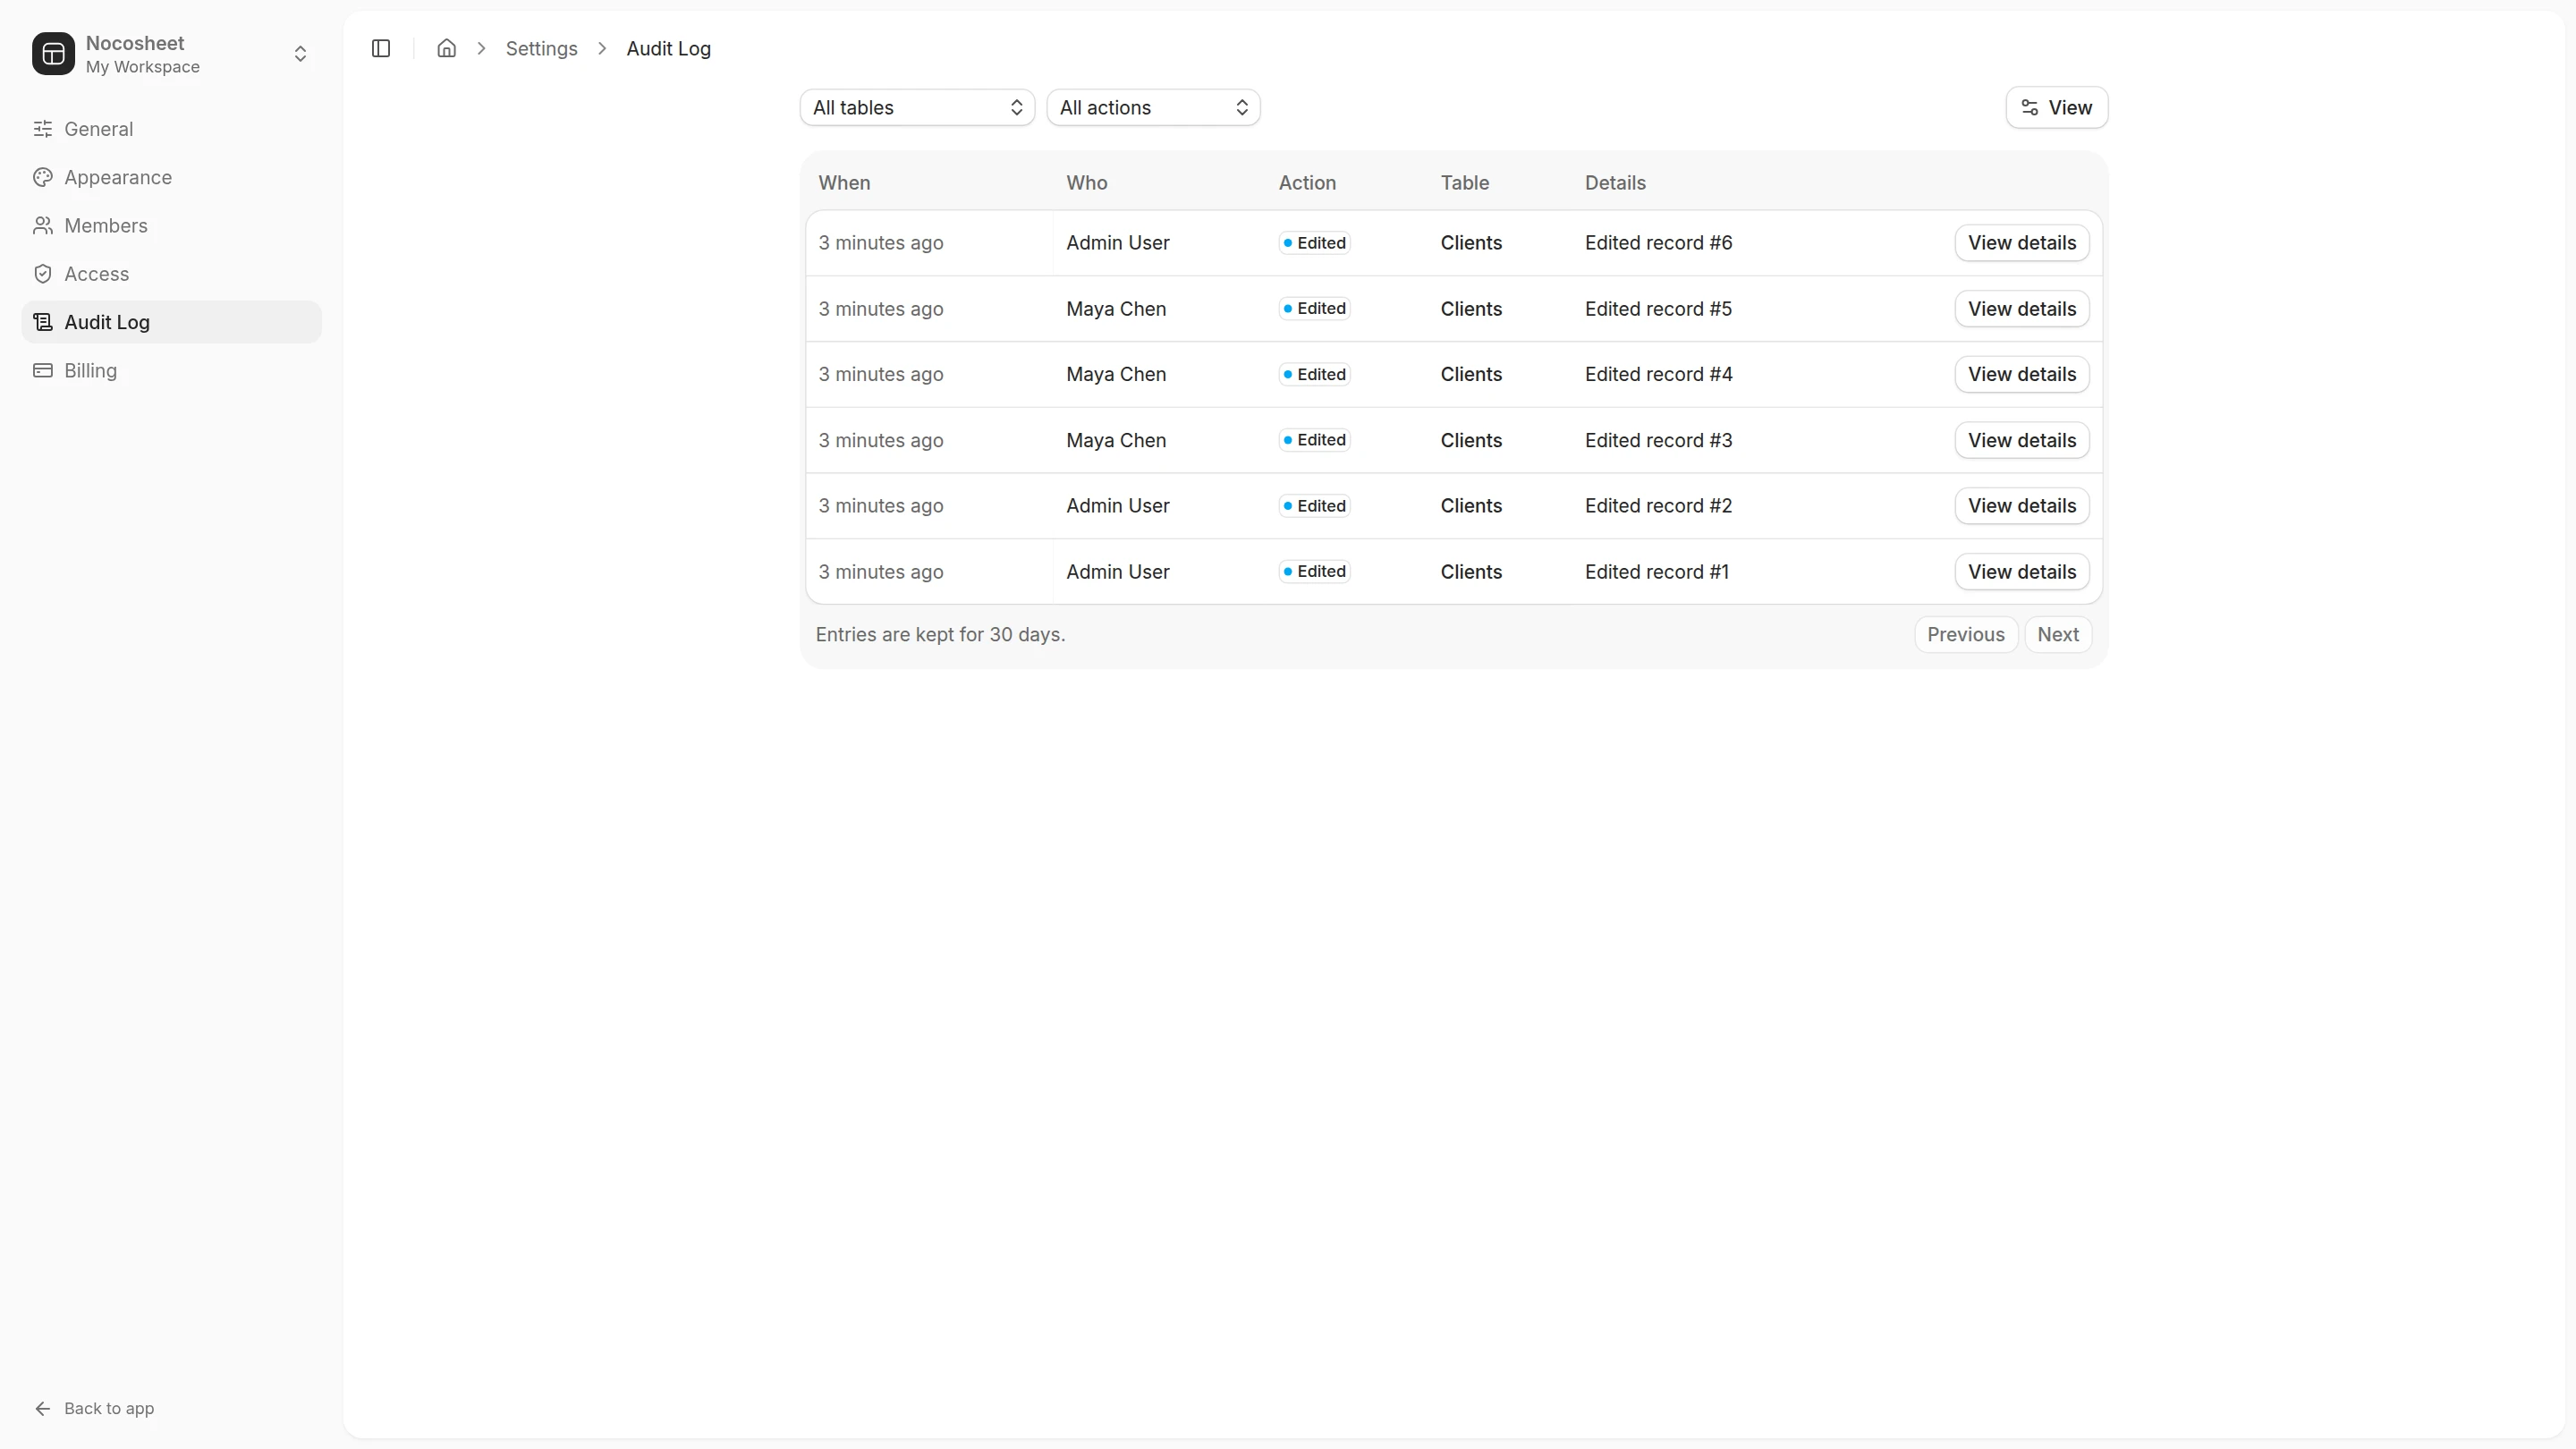 Nocosheet
My Workspace
General
Appearance
Members
Access
Audit Log
Billing
Back to app
Settings > Audit Log
All tables All actions View
When Who Action Table Details
3 minutes ago Admin User Edited Clients Edited record #6 View details
3 minutes ago Maya Chen Edited Clients Edited record #5 View details
3 minutes ago Maya Chen Edited Clients Edited record #4 View details
3 minutes ago Maya Chen Edited Clients Edited record #3 View details
3 minutes ago Admin User Edited Clients Edited record #2 View details
3 minutes ago Admin User Edited Clients Edited record #1 View details
Entries are kept for 30 days. Previous Next